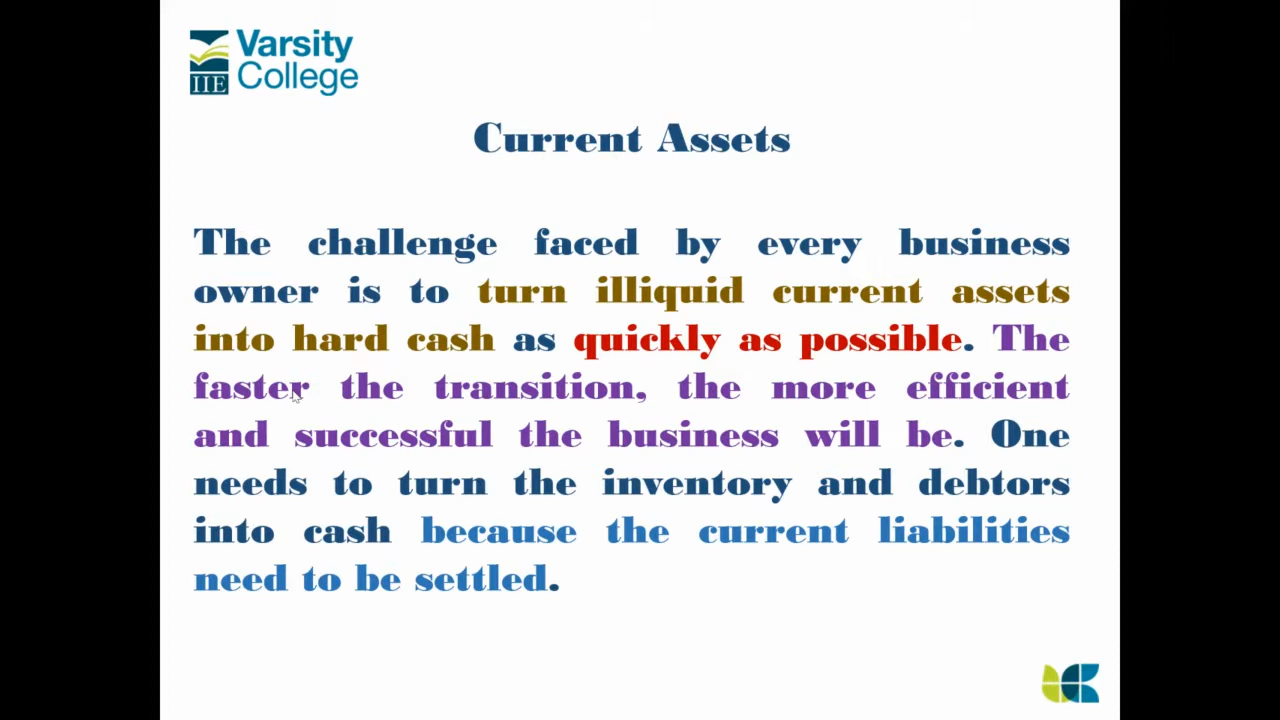 Varsity
College
IIE
Current Assets
The challenge faced by every business
owner is to turn illiquid current assets
into hard cash as quickly as possible. The
faster the transition, the more efficient
and successful the business will be. One
needs to turn the inventory and debtors
into cash because the current liabilities
need to be settled.